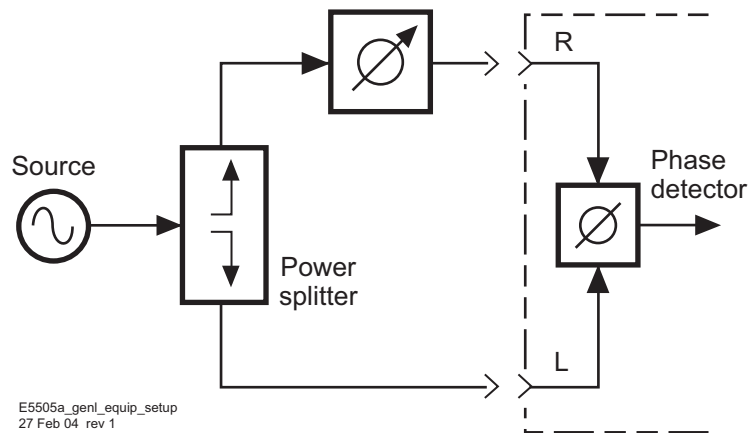 R
Source
Phase
detector
Power
splitter
L
E5505a_genl_equip_setup
27 Feb 04 rev 1